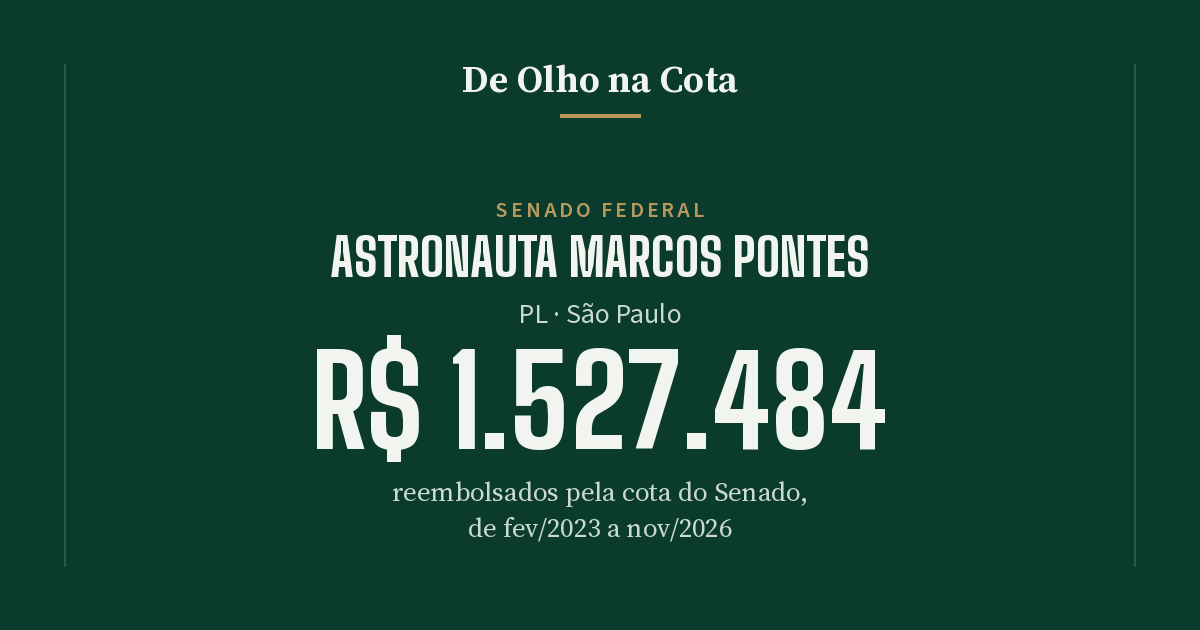 De Olho na Cota
SENADO FEDERAL
ASTRONAUTA MARCOS PONTES
PL · São Paulo
R$ 1.527.484
reembolsados pela cota do Senado,
de fev/2023 a nov/2026